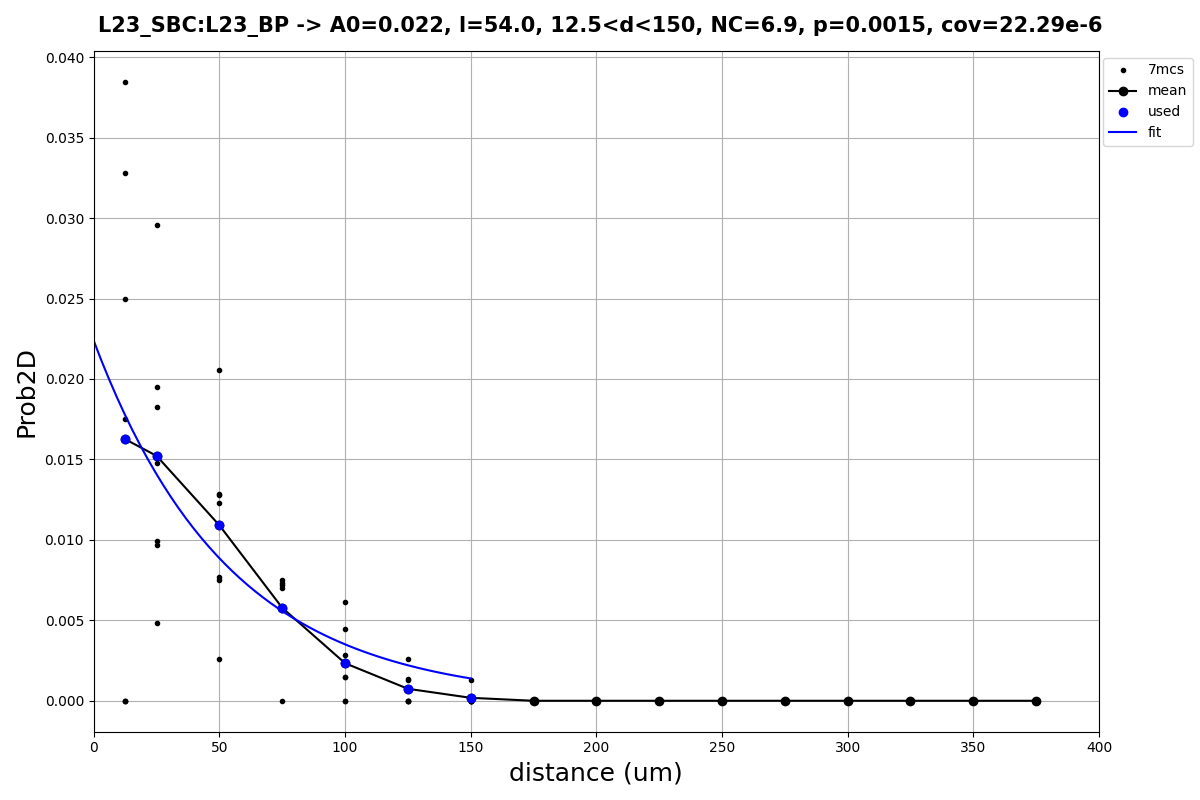 L23_SBC:L23_BP -> A0=0.022, l=54.0, 12.5<d<150, NC=6.9, p=0.0015, cov=22.29e-6
0.040
0.035
0.030
0.025
0.020
0.015
0.010
0.005
0.000
Prob2D
0 50 100 150 200 250 300 350 400
distance (um)
7mcs
mean
used
fit